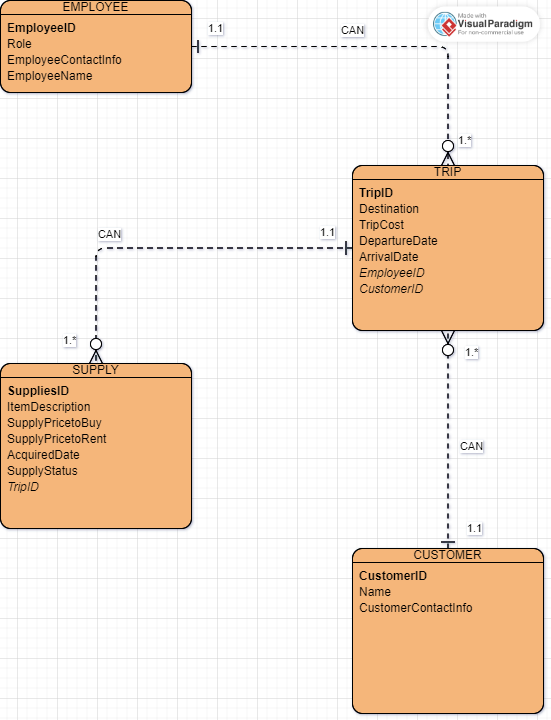 EMPLOYEE
EmployeeID
Role
EmployeeContactInfo
EmployeeName
1.1
CAN
Made with
VisualParadigm
For non-commercial use
1.*
TRIP
TripID
Destination
TripCost
DepartureDate
ArrivalDate
EmployeeID
CustomerID
1.1
CAN
1.*
SUPPLY
SuppliesID
ItemDescription
SupplyPricetoBuy
SupplyPricetoRent
AcquiredDate
SupplyStatus
TripID
1.*
CAN
1.1
CUSTOMER
CustomerID
Name
CustomerContactInfo